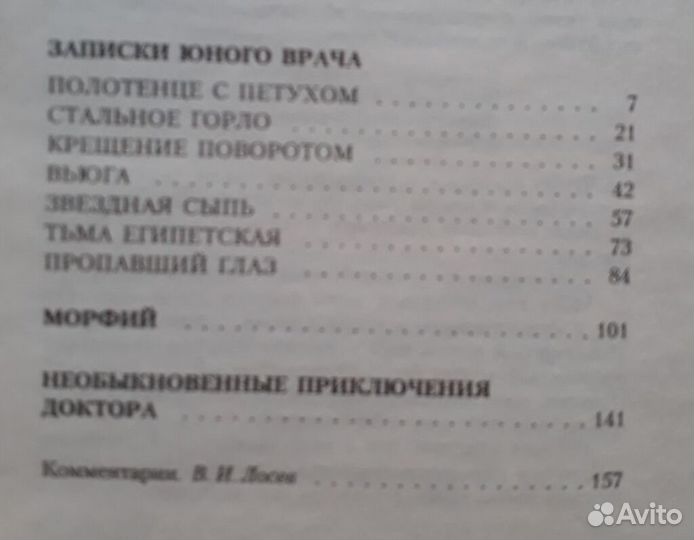 ЗАПИСКИ ЮНОГО ВРАЧА
ПОЛОТЕНЦЕ С ПЕТУХОМ . . . . . . . . . . . . . . 7
СТАЛЬНОЕ ГОРЛО . . . . . . . . . . . . . . . . . . 21
КРЕЩЕНИЕ ПОВОРОТОМ . . . . . . . . . . . . . . 31
ВЬЮГА . . . . . . . . . . . . . . . . . . . . . . . . . 42
ЗВЕЗДНАЯ СЫПЬ . . . . . . . . . . . . . . . . . . . 57
ТЬМА ЕГИПЕТСКАЯ . . . . . . . . . . . . . . . . . 73
ПРОПАВШИЙ ГЛАЗ . . . . . . . . . . . . . . . . . . 84
МОРФИЙ . . . . . . . . . . . . . . . . . . . . . . . 101
НЕОБЫКНОВЕННЫЕ ПРИКЛЮЧЕНИЯ
ДОКТОРА . . . . . . . . . . . . . . . . . . . . . . . 141
Комментарии. В. И. Лосев . . . . . . . . . . . . . . . 157
Avito